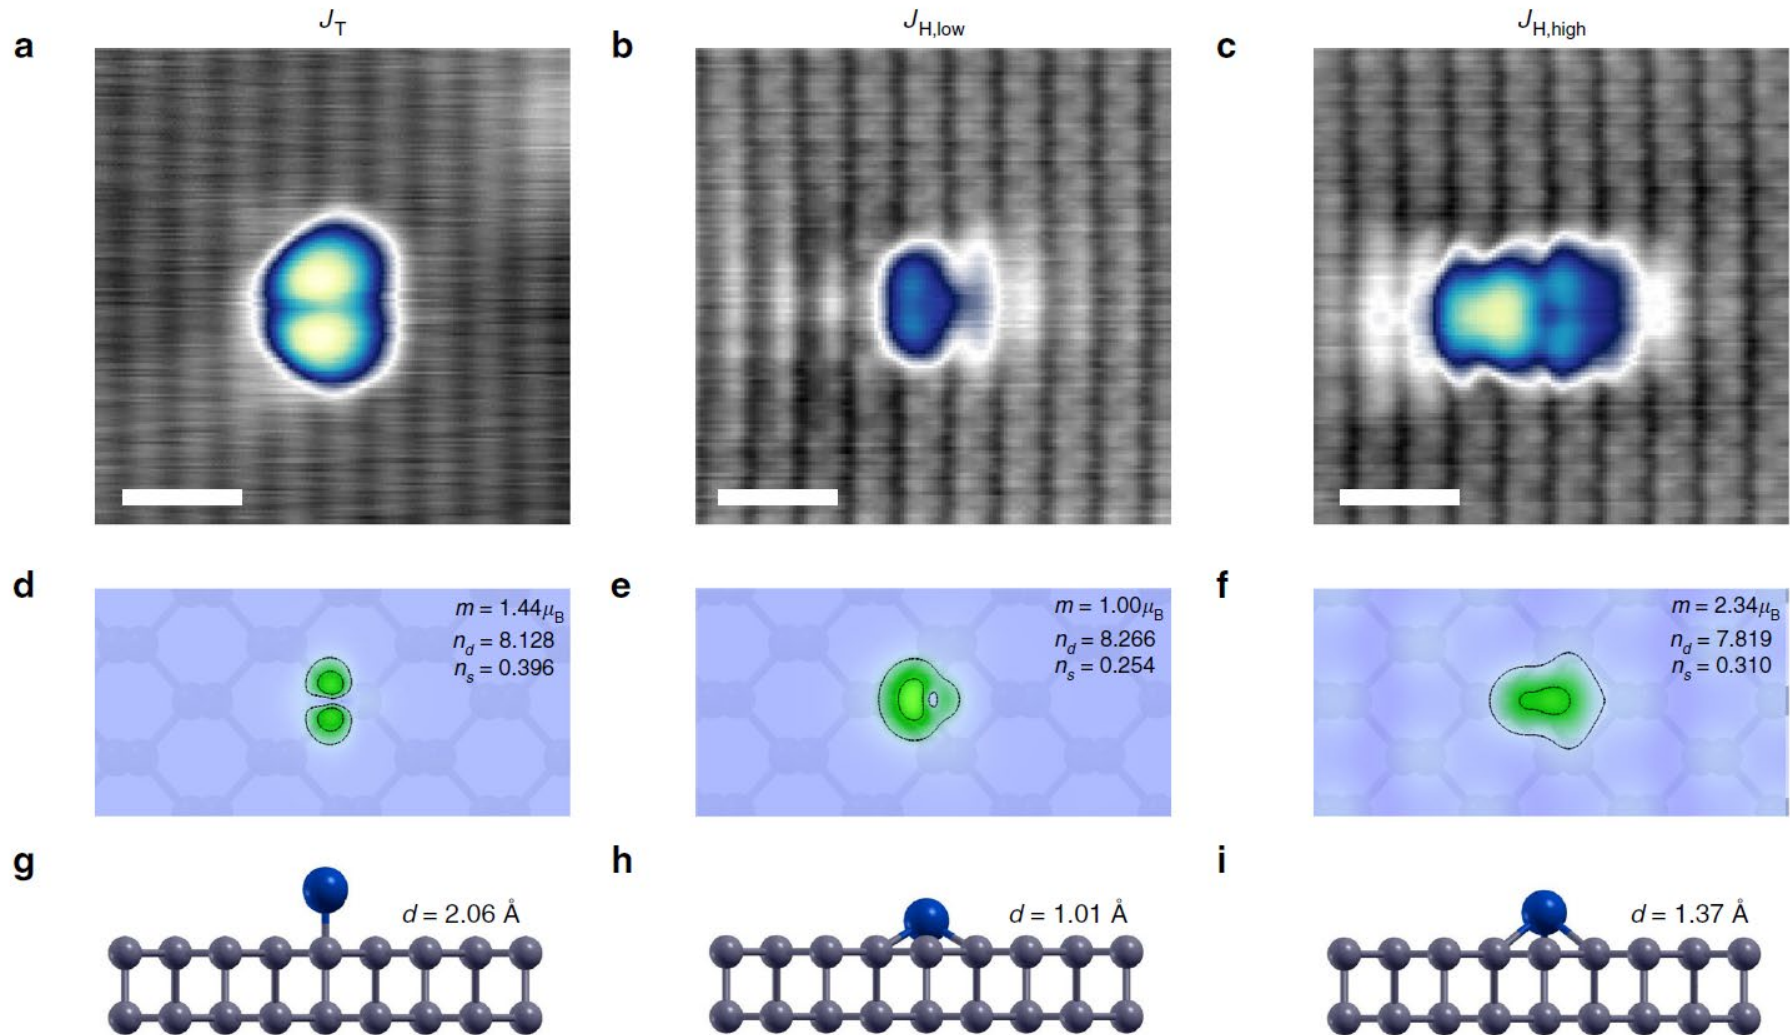 J_T
J_H,low
J_H,high
a
b
c
d
m = 1.44μ_B
n_d = 8.128
n_s = 0.396
e
m = 1.00μ_B
n_d = 8.266
n_s = 0.254
f
m = 2.34μ_B
n_d = 7.819
n_s = 0.310
g
d = 2.06 Å
h
d = 1.01 Å
i
d = 1.37 Å